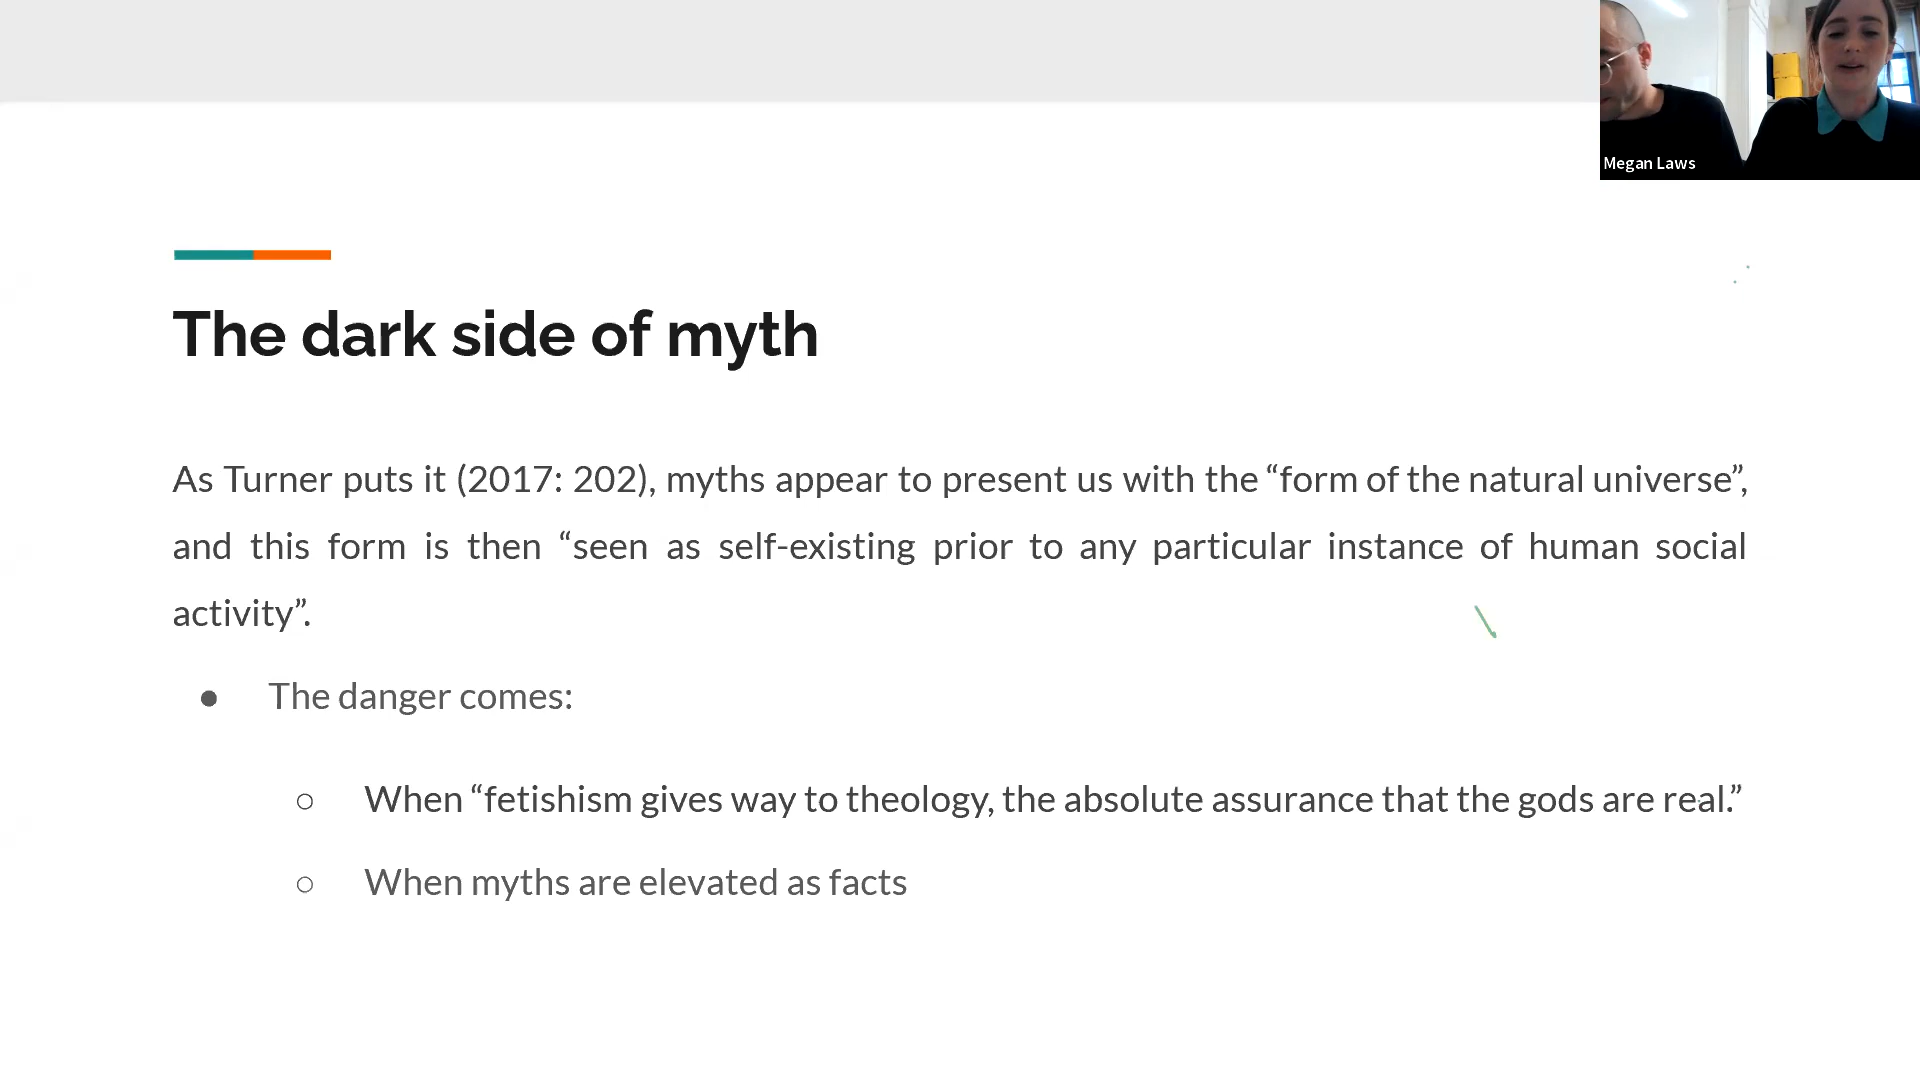 Megan Laws
The dark side of myth
As Turner puts it (2017: 202), myths appear to present us with the “form of the natural universe”,
and this form is then “seen as self-existing prior to any particular instance of human social
activity”.
● The danger comes:
○ When “fetishism gives way to theology, the absolute assurance that the gods are real.”
○ When myths are elevated as facts